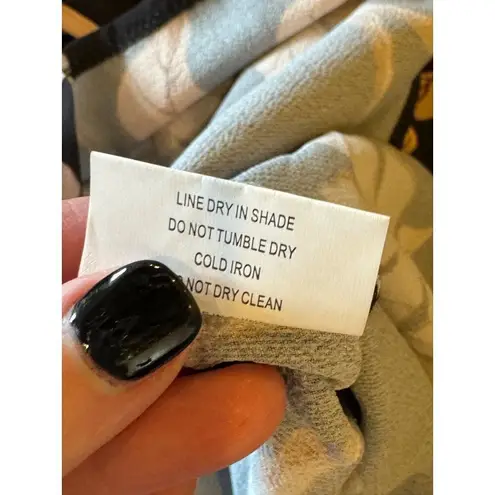 LINE DRY IN SHADE
DO NOT TUMBLE DRY
COLD IRON
NOT DRY CLEAN